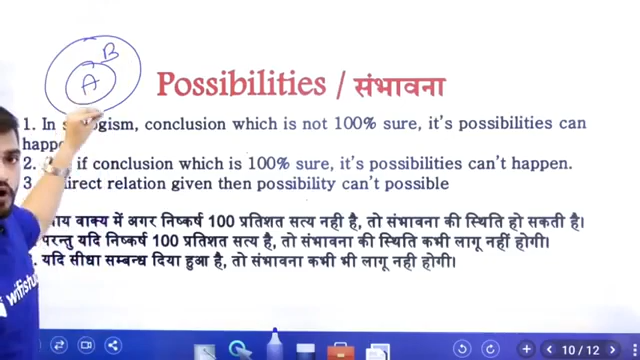 B
A
Possibilities / संभावना
1. In s gism, conclusion which is not 100% sure, it's possibilities can
happe
2. if conclusion which is 100% sure, it's possibilities can't happen.
3 direct relation given then possibility can't possible
वाक्य में अगर निष्कर्ष 100 प्रतिशत सत्य नही है, तो संभावना की स्थिति हो सकती है।
परन्तु यदि निष्कर्ष 100 प्रतिशत सत्य है, तो संभावना की स्थिति कभी लागू नहीं होगी।
यदि सीधा सम्बन्ध दिया हुआ है, तो संभावना कभी भी लागू नही होगी।
wifistu
10 / 12